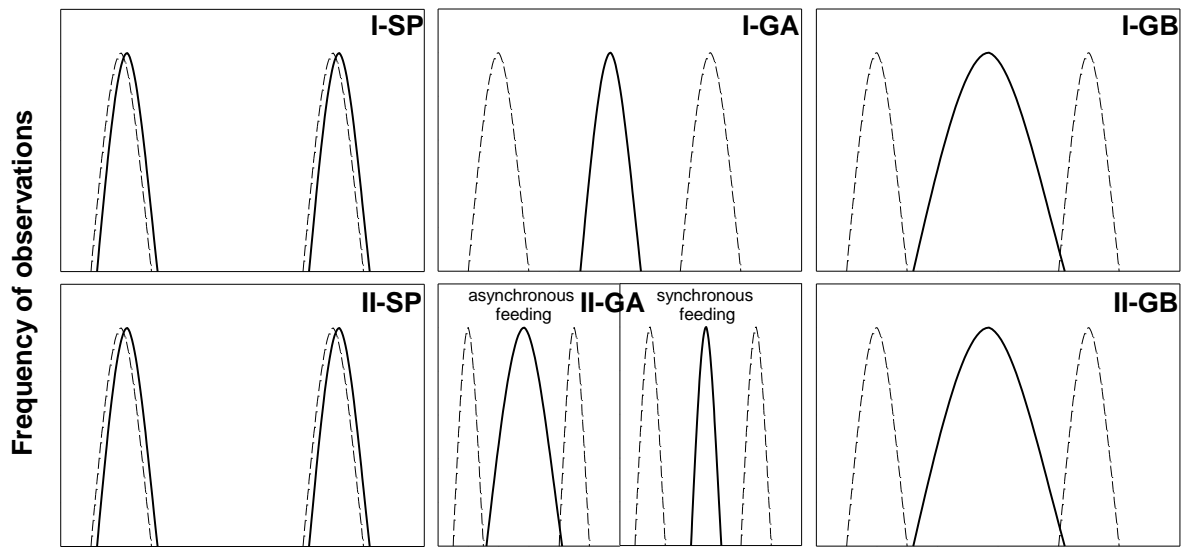 Frequency of observations
I-SP
I-GA
I-GB
II-SP
asynchronous
feeding
II-GA
synchronous
feeding
II-GB